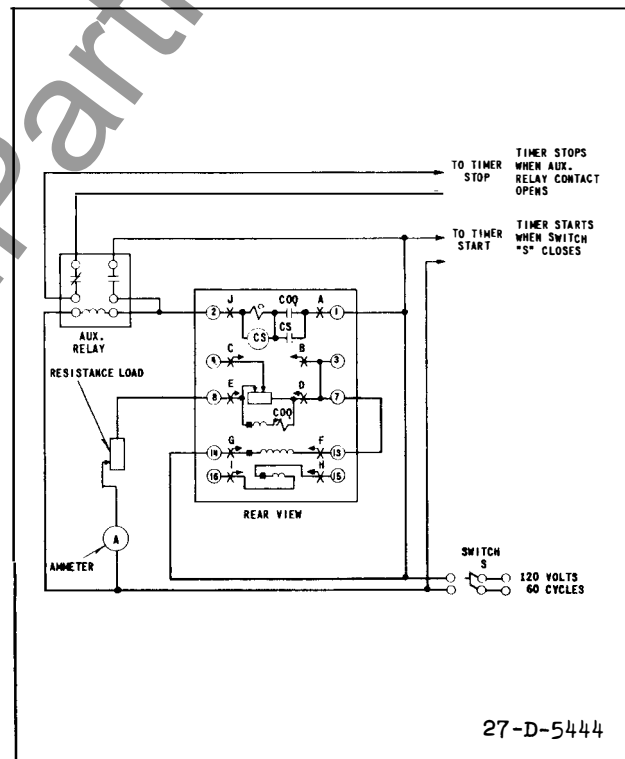 Parti
TO TIMER
STOP
TIMER STOPS
WHEN AUX.
RELAY CONTACT
OPENS
TO TIMER
START
TIMER STARTS
WHEN SWITCH
"S" CLOSES
AUX.
RELAY
RESISTANCE LOAD
A
AMMETER
2 J COQ A 1
CS
CS
4 C B 3
8 E D 7
COQ
14 G F 13
16 I H 15
REAR VIEW
SWITCH
S
120 VOLTS
60 CYCLES
27-D-5444